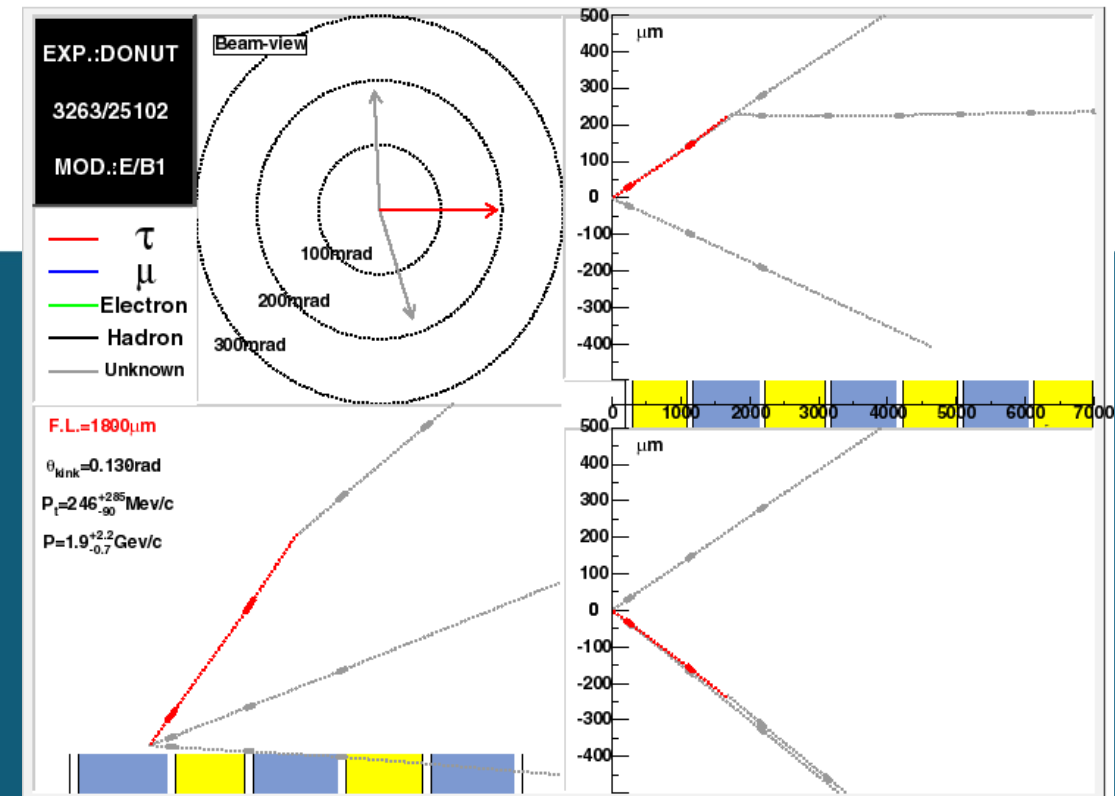 EXP.:DONUT
3263/25102
MOD.:E/B1
τ
μ
Electron
Hadron
Unknown
Beam-view
100mrad
200mrad
300mrad
500
μm
400
300
200
100
0
-100
-200
-300
-400
0 1000 2000 3000 4000 5000 6000 7000
F.L.=1800μm
θkink=0.130rad
Pt=246+285-90Mev/c
P=1.9+2.2-0.7Gev/c
500
μm
400
300
200
100
0
-100
-200
-300
-400